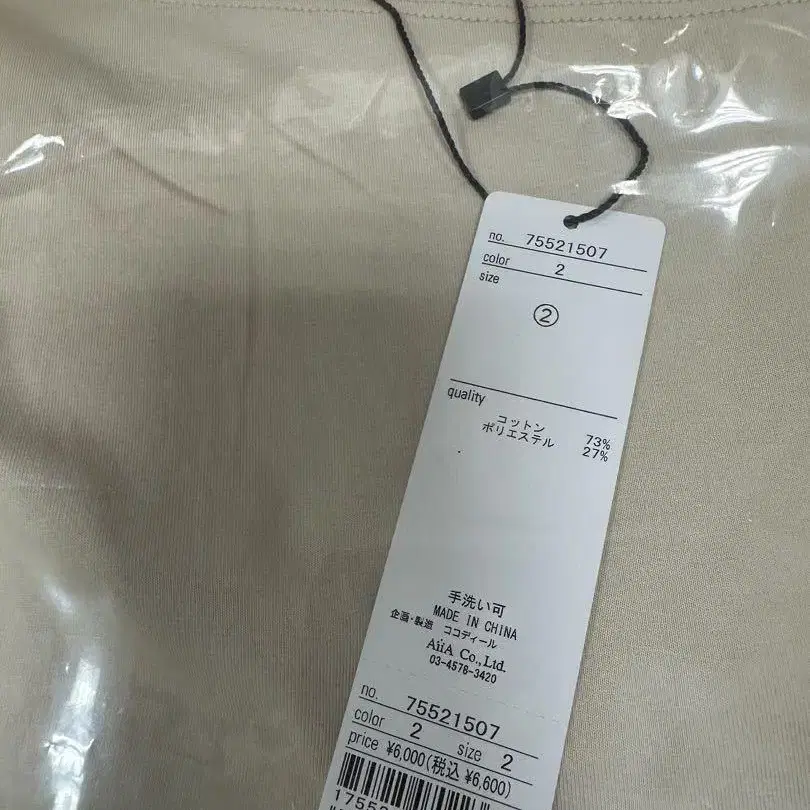 no. 75521507
color 2
size
②
quality
コットン 73%
ポリエステル 27%
手洗い可
MADE IN CHINA
企画・製造 ココディール
AïiA Co.,Ltd.
03-4578-3420
no. 75521507
color 2 size 2
price ¥6,000(税込 ¥6,600)